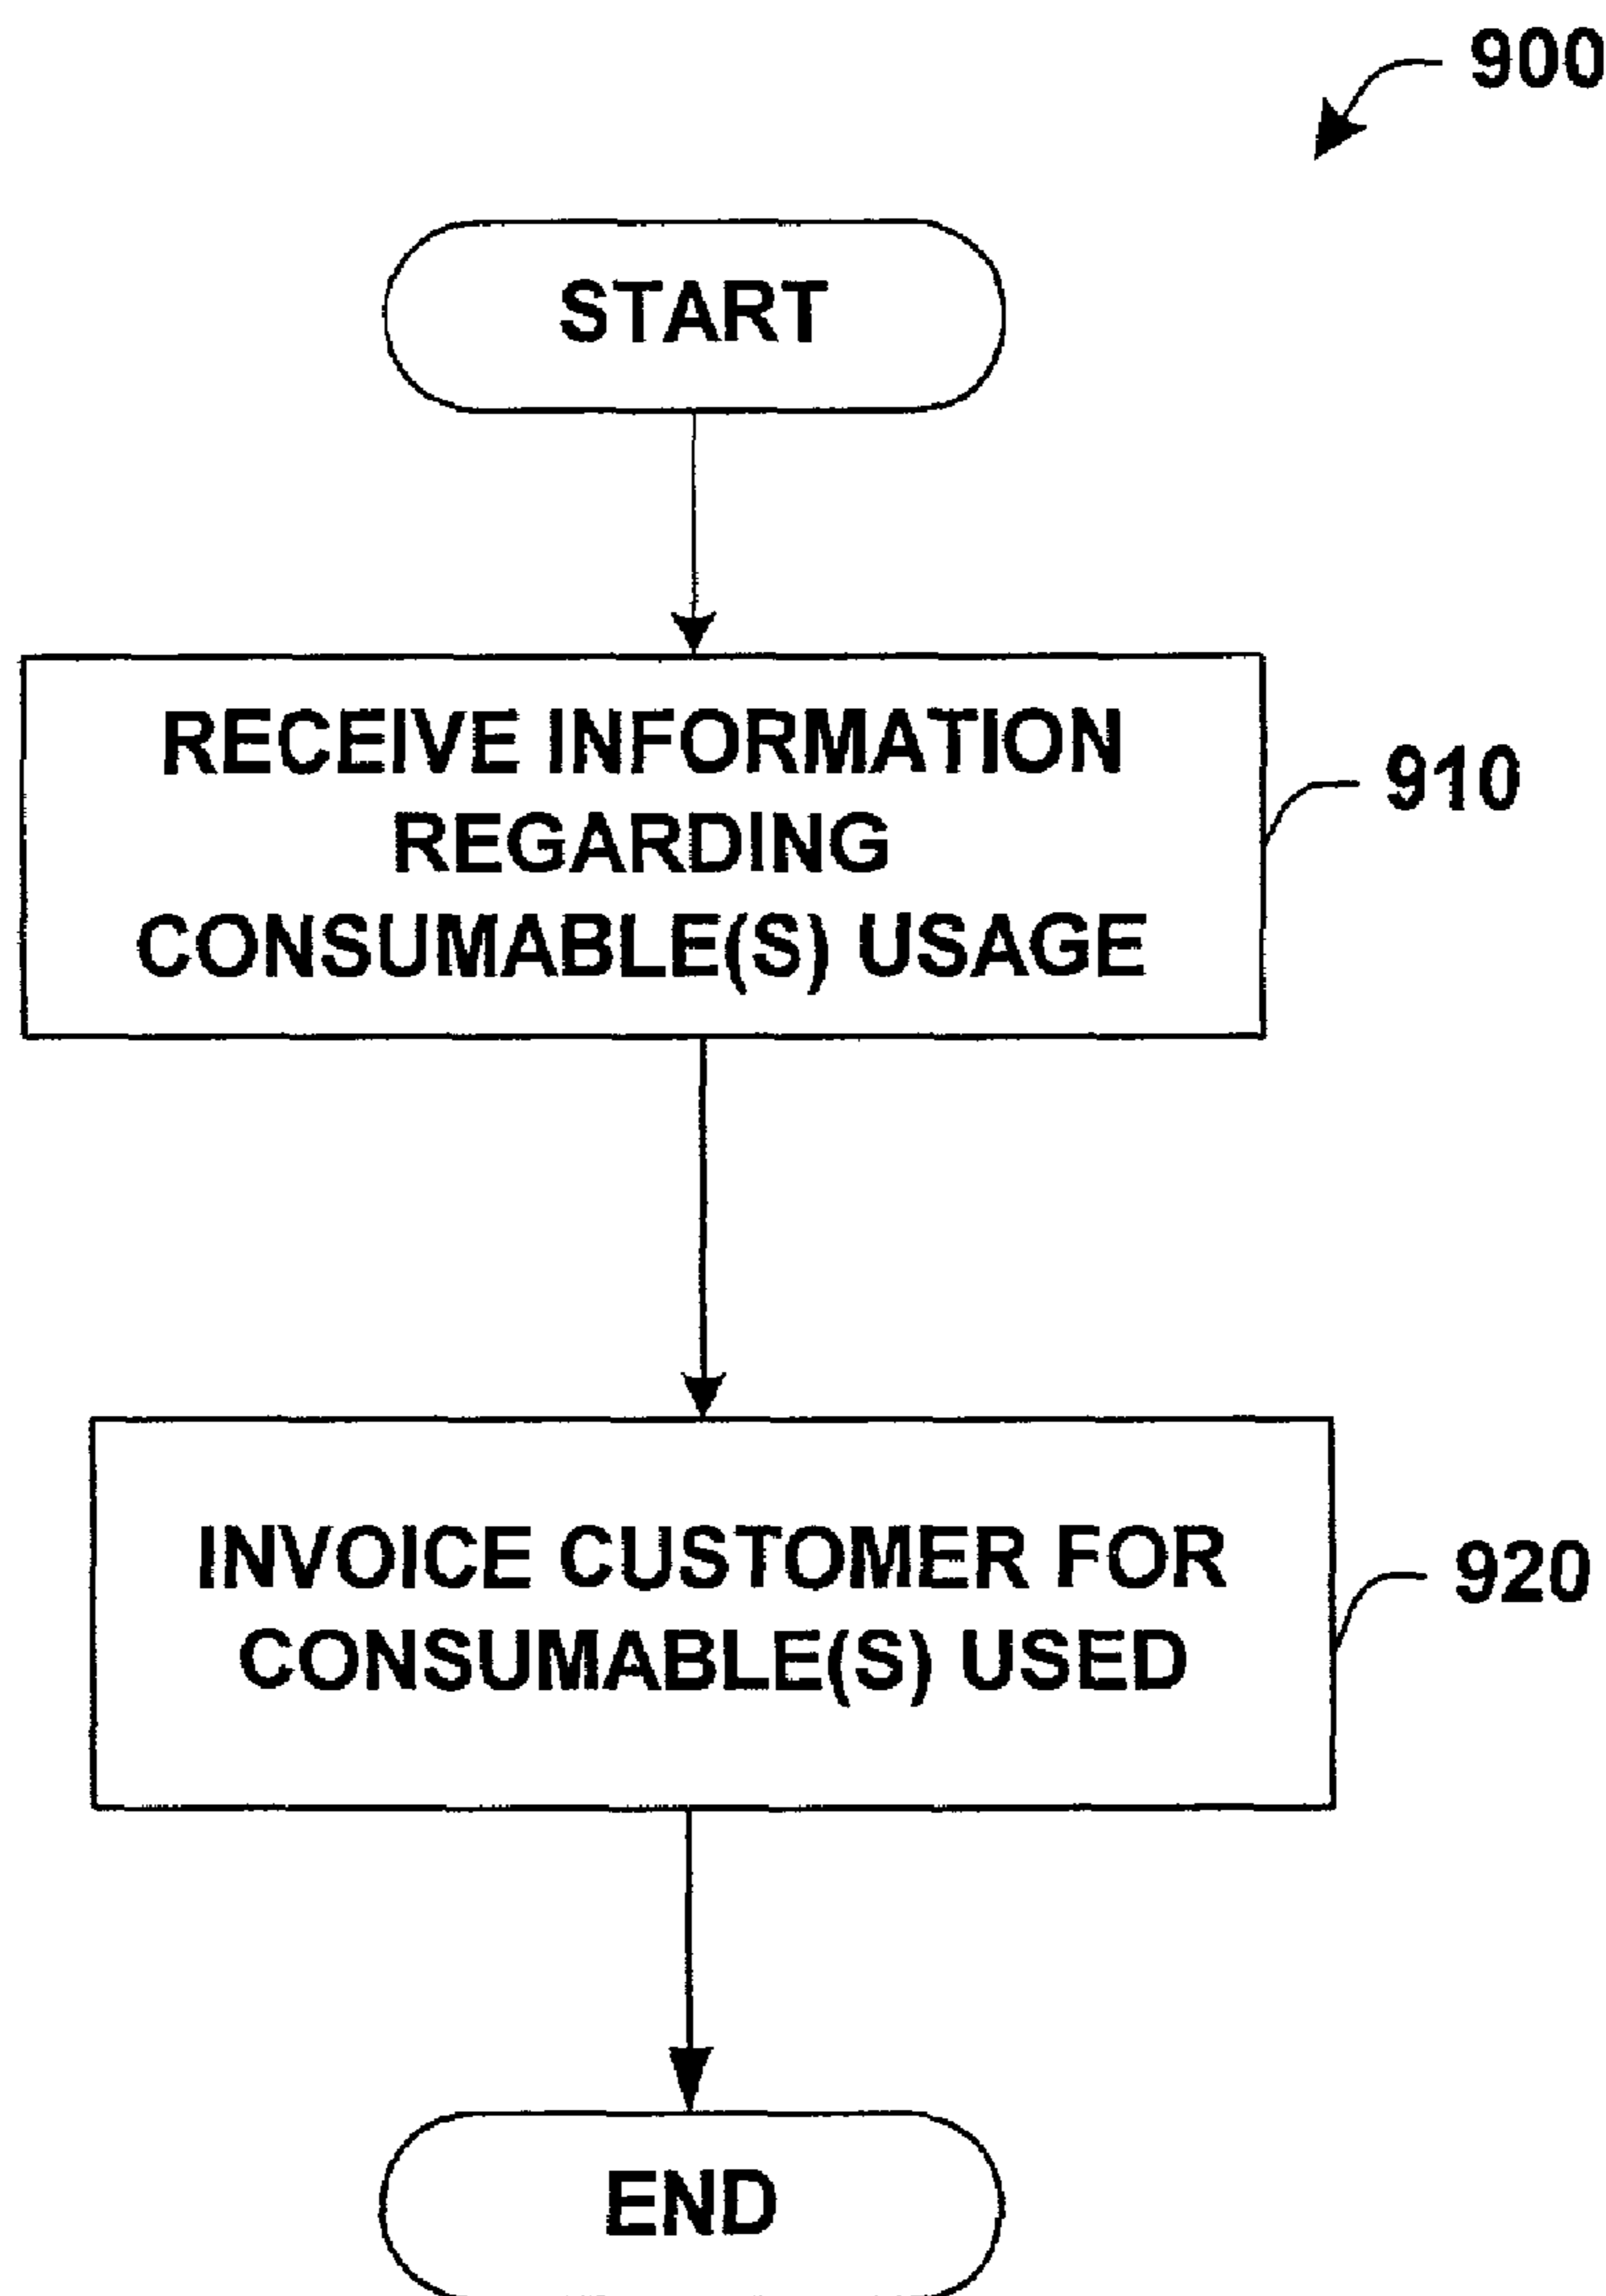 900
START
RECEIVE INFORMATION
REGARDING
CONSUMABLE(S) USAGE
910
INVOICE CUSTOMER FOR
CONSUMABLE(S) USED
920
END